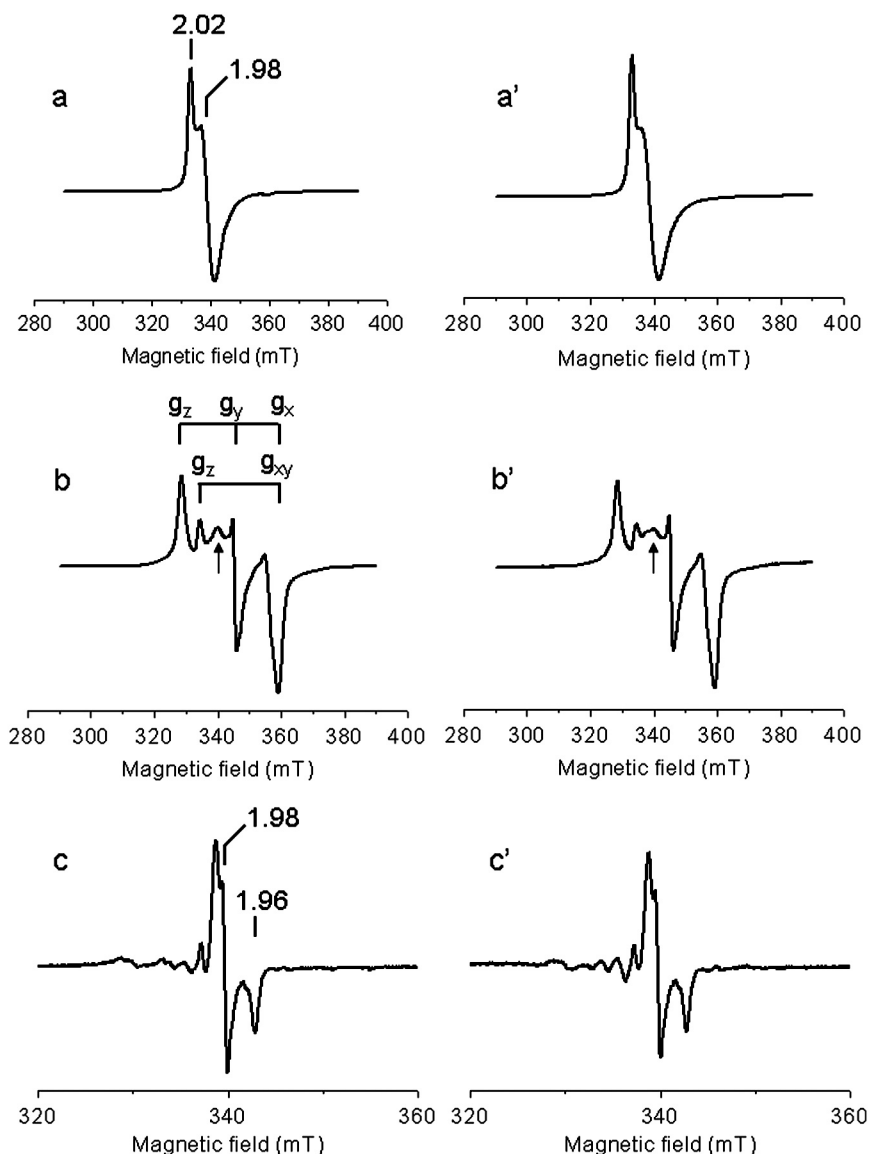 2.02
1.98
a
a'
280 300 320 340 360 380 400
Magnetic field (mT)
280 300 320 340 360 380 400
Magnetic field (mT)
gz gy gx
gz gxy
b
b'
280 300 320 340 360 380 400
Magnetic field (mT)
280 300 320 340 360 380 400
Magnetic field (mT)
1.98
1.96
c
c'
320 340 360
Magnetic field (mT)
320 340 360
Magnetic field (mT)